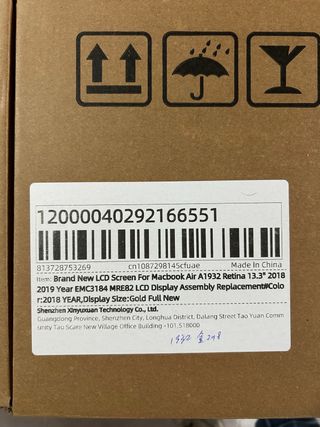 12000040292166551
813728753269 cn1087298145cfuae Made In China
Item: Brand New LCD Screen For Macbook Air A1932 Retina 13.3" 2018
2019 Year EMC3184 MRE82 LCD Display Assembly Replacement#Colo
r:2018 YEAR,Display Size:Gold Full New
Shenzhen Xinyuxuan Technology Co., Ltd.
Guangdong Province, Shenzhen City, Longhua District, Dalang Street Tao Yuan Comm
unity Tau Scare New Village Office Building -101,518000
1932 金